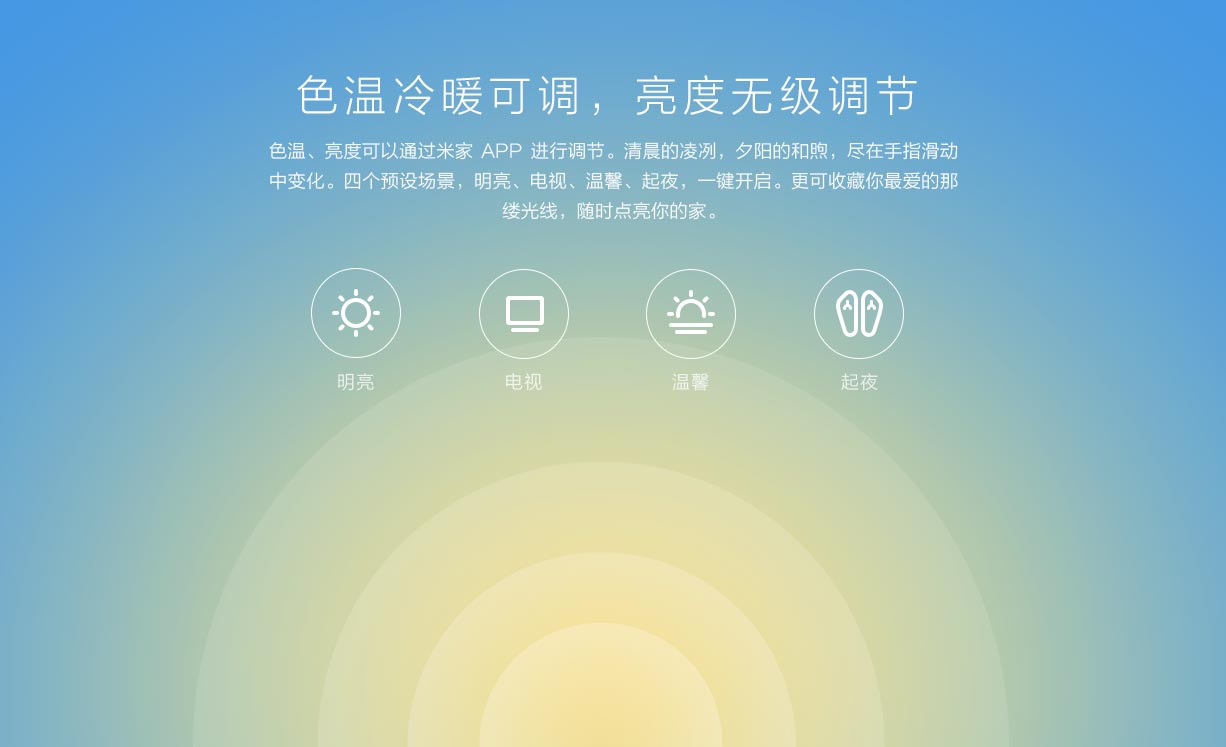 色温冷暖可调，亮度无级调节
色温、亮度可以通过米家 APP 进行调节。清晨的凌冽，夕阳的和煦，尽在手指滑动
中变化。四个预设场景，明亮、电视、温馨、起夜，一键开启。更可收藏你最爱的那
缕光线，随时点亮你的家。
明亮 电视 温馨 起夜